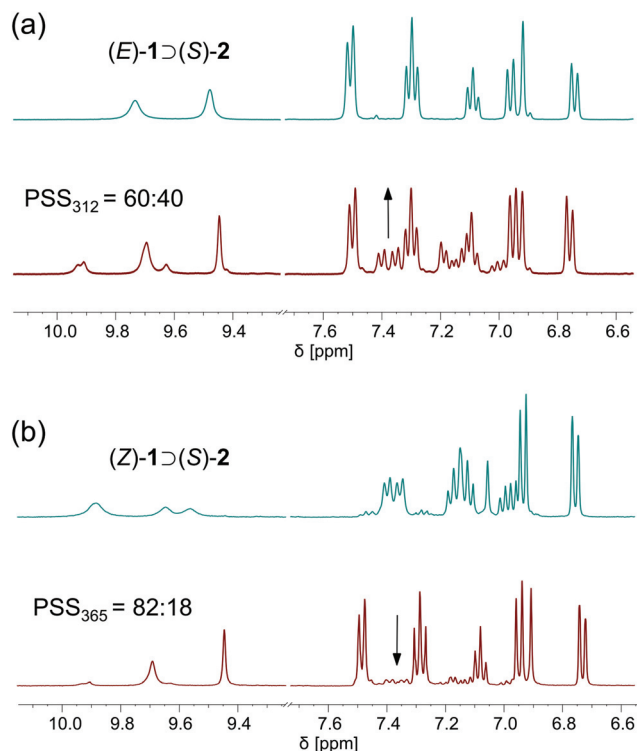 (a)
(E)-1⊃(S)-2
PSS₃₁₂ = 60:40
10.0 9.8 9.6 9.4 7.6 7.4 7.2 7.0 6.8 6.6
δ [ppm]
(b)
(Z)-1⊃(S)-2
PSS₃₆₅ = 82:18
10.0 9.8 9.6 9.4 7.6 7.4 7.2 7.0 6.8 6.6
δ [ppm]